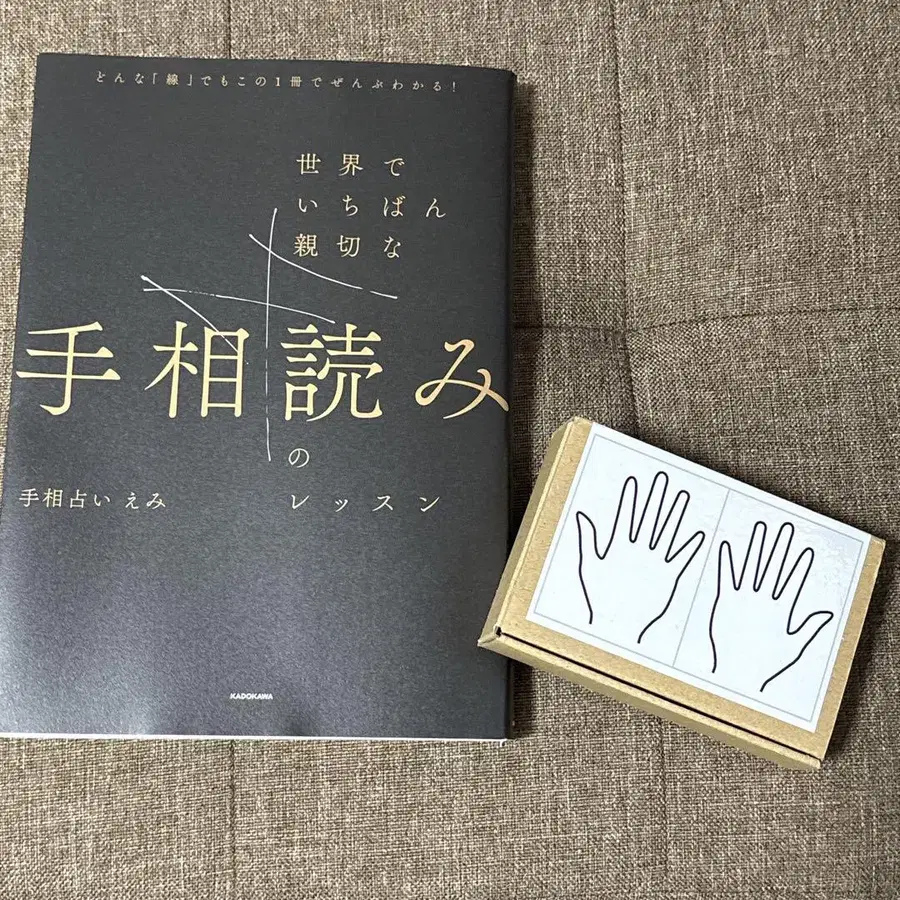 どんな「線」でもこの1冊でぜんぶわかる!
世界で
いちばん
親切な
手相読み
の
レッスン
手相占い えみ
KADOKAWA